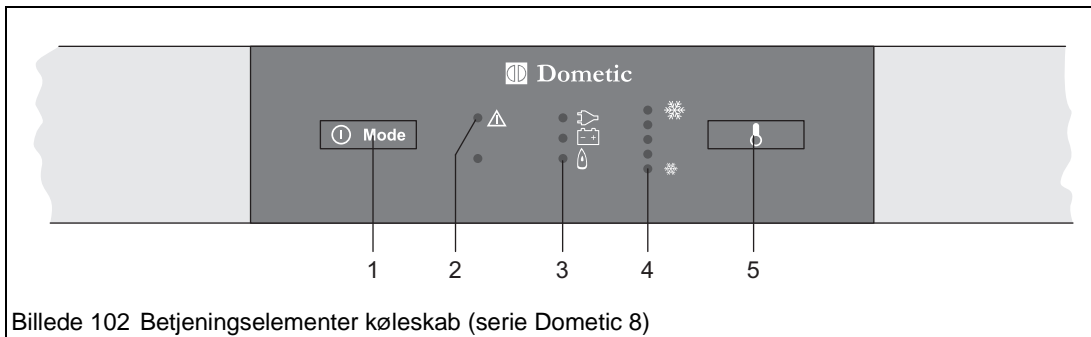 Dometic
Mode
- +
1 2 3 4 5
Billede 102 Betjeningselementer køleskab (serie Dometic 8)